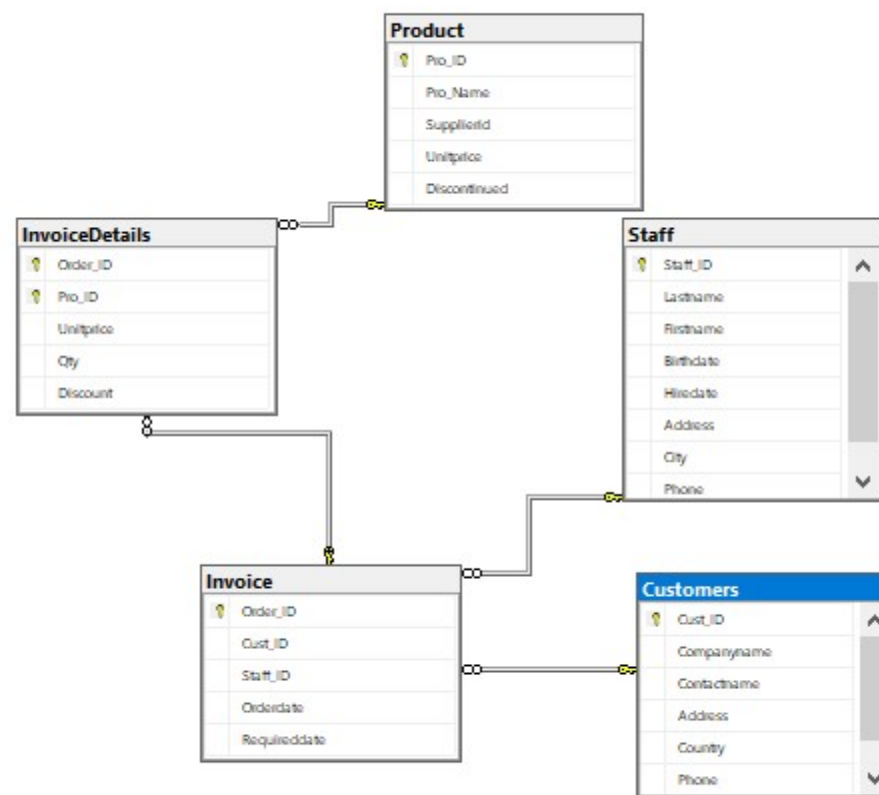 Product
Pro_ID
Pro_Name
SupplierId
Unitprice
Discontinued
InvoiceDetails
Order_ID
Pro_ID
Unitprice
Qty
Discount
Staff
Staff_ID
Lastname
Firstname
Birthdate
Hiredate
Address
City
Phone
Invoice
Order_ID
Cust_ID
Staff_ID
Orderdate
Requireddate
Customers
Cust_ID
Companyname
Contactname
Address
Country
Phone